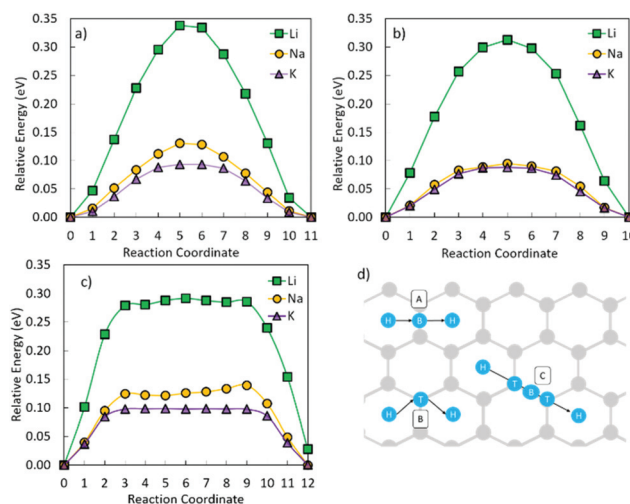 a)
Relative Energy (eV)
0.35
0.30
0.25
0.20
0.15
0.10
0.05
0.00
0 1 2 3 4 5 6 7 8 9 10 11
Reaction Coordinate
Li
Na
K
b)
Relative Energy (eV)
0.35
0.30
0.25
0.20
0.15
0.10
0.05
0.00
0 1 2 3 4 5 6 7 8 9 10
Reaction Coordinate
Li
Na
K
c)
Relative Energy (eV)
0.35
0.30
0.25
0.20
0.15
0.10
0.05
0.00
0 1 2 3 4 5 6 7 8 9 10 11 12
Reaction Coordinate
Li
Na
K
d)
A
H B H
H
C
T
B
T
H
T
H H
B